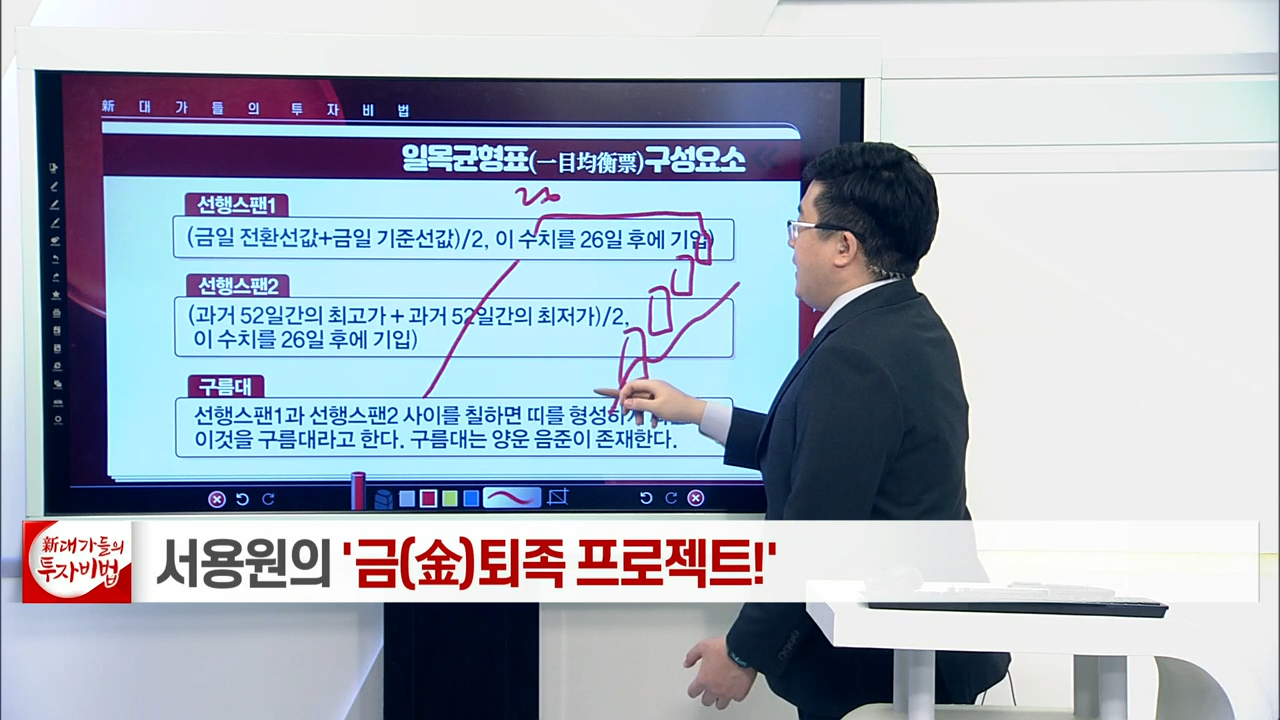 新 대 가 들 의 투 자 비 법
일목균형표(一目均衡票)구성요소
26
선행스팬1
(금일 전환선값+금일 기준선값)/2, 이 수치를 26일 후에 기입)
선행스팬2
(과거 52일간의 최고가 + 과거 52일간의 최저가)/2,
이 수치를 26일 후에 기입)
구름대
선행스팬1과 선행스팬2 사이를 칠하면 띠를 형성하
이것을 구름대라고 한다. 구름대는 양운 음준이 존재한다.
新대가들의
투자비법
서용원의 '금(金)퇴족 프로젝트!'